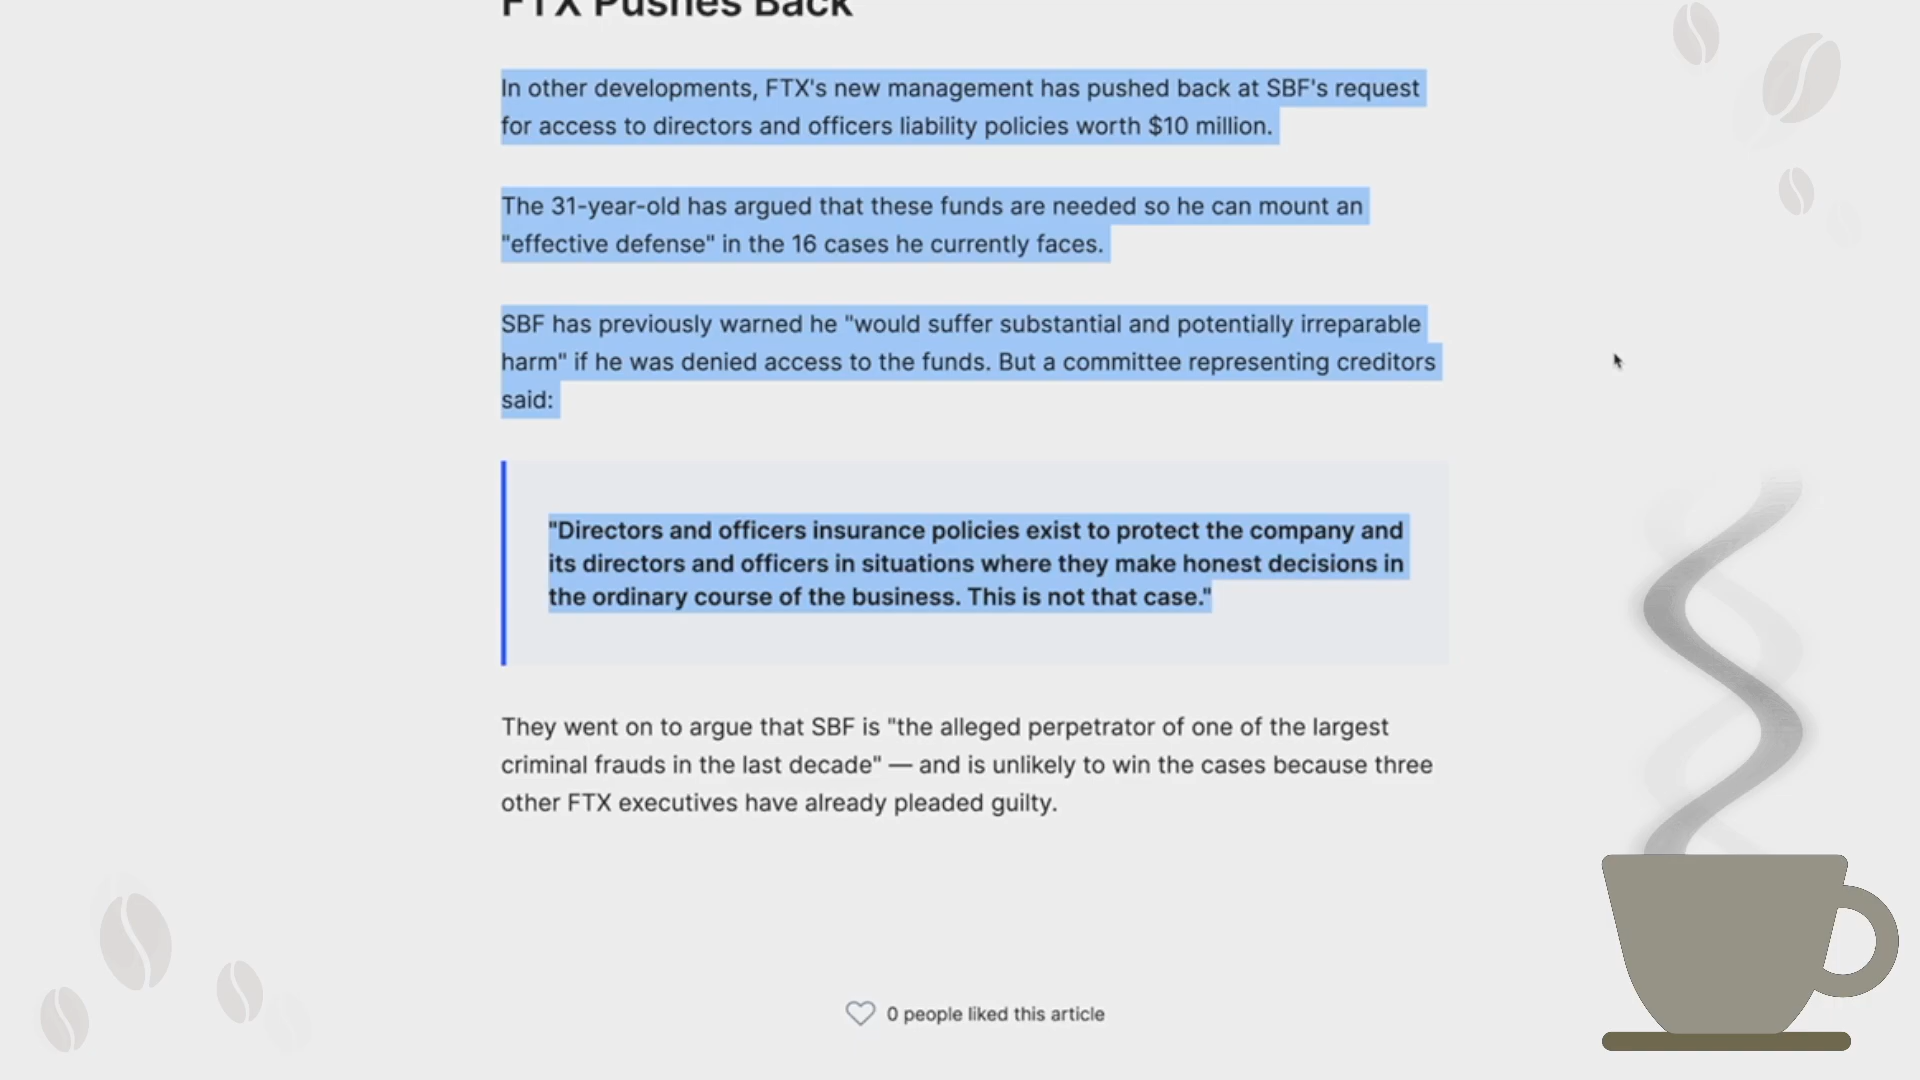 FTX Pushes Back
In other developments, FTX's new management has pushed back at SBF's request
for access to directors and officers liability policies worth $10 million.
The 31-year-old has argued that these funds are needed so he can mount an
"effective defense" in the 16 cases he currently faces.
SBF has previously warned he "would suffer substantial and potentially irreparable
harm" if he was denied access to the funds. But a committee representing creditors
said:
"Directors and officers insurance policies exist to protect the company and
its directors and officers in situations where they make honest decisions in
the ordinary course of the business. This is not that case."
They went on to argue that SBF is "the alleged perpetrator of one of the largest
criminal frauds in the last decade" — and is unlikely to win the cases because three
other FTX executives have already pleaded guilty.
0 people liked this article